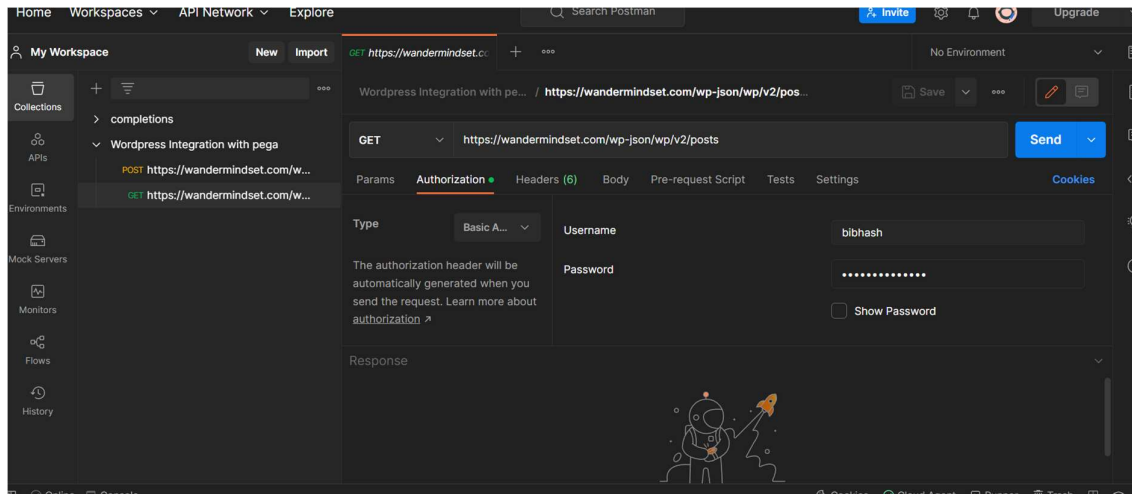 Home Workspaces API Network Explore Search Postman Invite Upgrade
My Workspace New Import GET https://wandermindset.cc No Environment
Collections
APIs
Environments
Mock Servers
Monitors
Flows
History
completions
Wordpress Integration with pega
POST https://wandermindset.com/w...
GET https://wandermindset.com/w...
Wordpress Integration with pe... / https://wandermindset.com/wp-json/wp/v2/pos... Save
GET https://wandermindset.com/wp-json/wp/v2/posts Send
Params Authorization Headers (6) Body Pre-request Script Tests Settings Cookies
Type Basic A...
The authorization header will be
automatically generated when you
send the request. Learn more about
authorization ↗
Username bibhash
Password ••••••••••••••
Show Password
Response
Online Console Cookies Cloud Agent Runner Trash